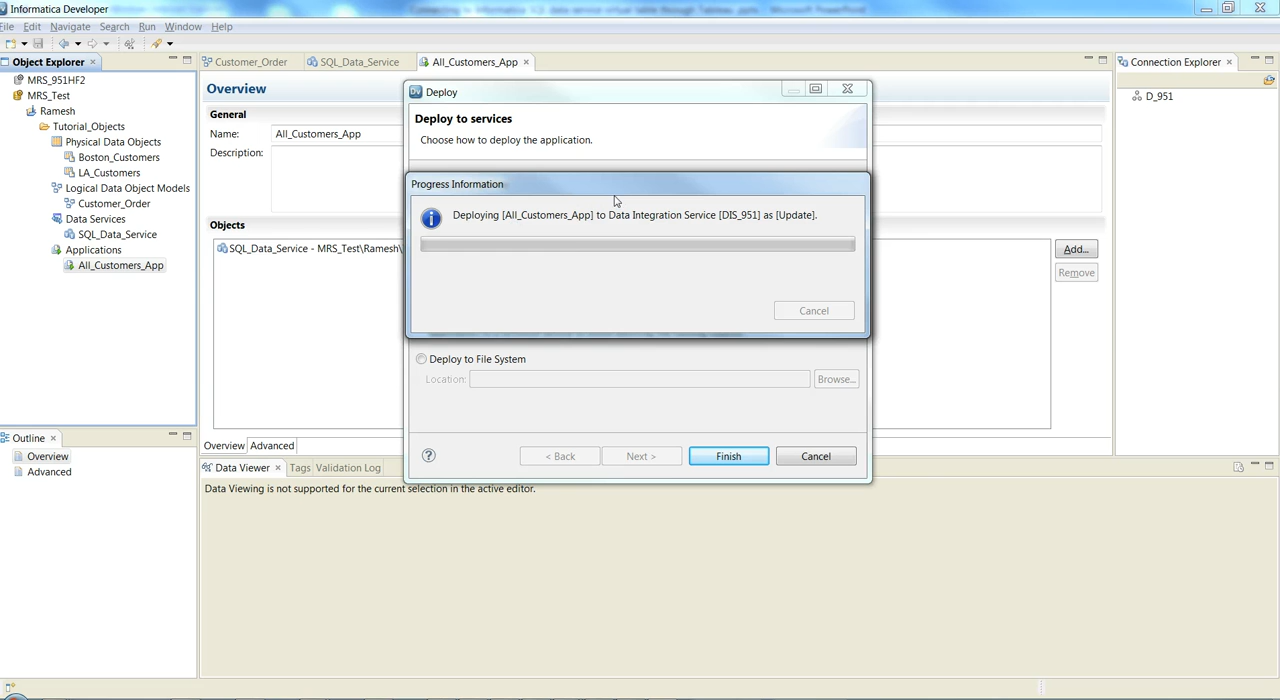 Informatica Developer
File Edit Navigate Search Run Window Help
Object Explorer
MRS_951HF2
MRS_Test
Ramesh
Tutorial_Objects
Physical Data Objects
Boston_Customers
LA_Customers
Logical Data Object Models
Customer_Order
Data Services
SQL_Data_Service
Applications
All_Customers_App
Outline
Overview
Advanced
Customer_Order SQL_Data_Service All_Customers_App
Overview
General
Name: All_Customers_App
Description:
Objects
SQL_Data_Service - MRS_Test\Ramesh\
Add...
Remove
Overview Advanced
Deploy
Deploy to services
Choose how to deploy the application.
Progress Information
Deploying [All_Customers_App] to Data Integration Service [DIS_951] as [Update].
Cancel
Deploy to File System
Location: Browse...
< Back Next > Finish Cancel
Data Viewer Tags Validation Log
Data Viewing is not supported for the current selection in the active editor.
Connection Explorer
D_951